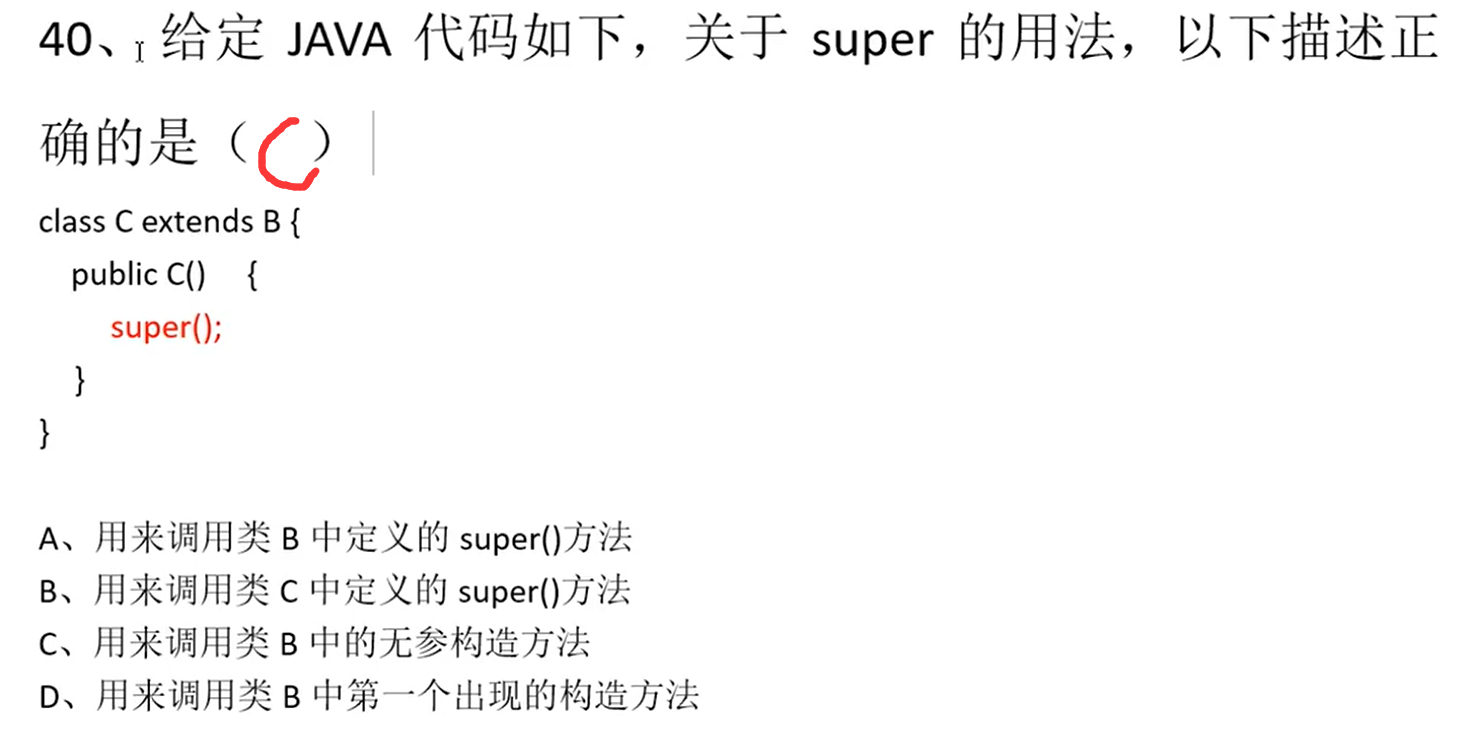 40、给定 JAVA 代码如下，关于 super 的用法，以下描述正
确的是（C）
class C extends B {
public C() {
super();
}
}
A、用来调用类 B 中定义的 super()方法
B、用来调用类 C 中定义的 super()方法
C、用来调用类 B 中的无参构造方法
D、用来调用类 B 中第一个出现的构造方法